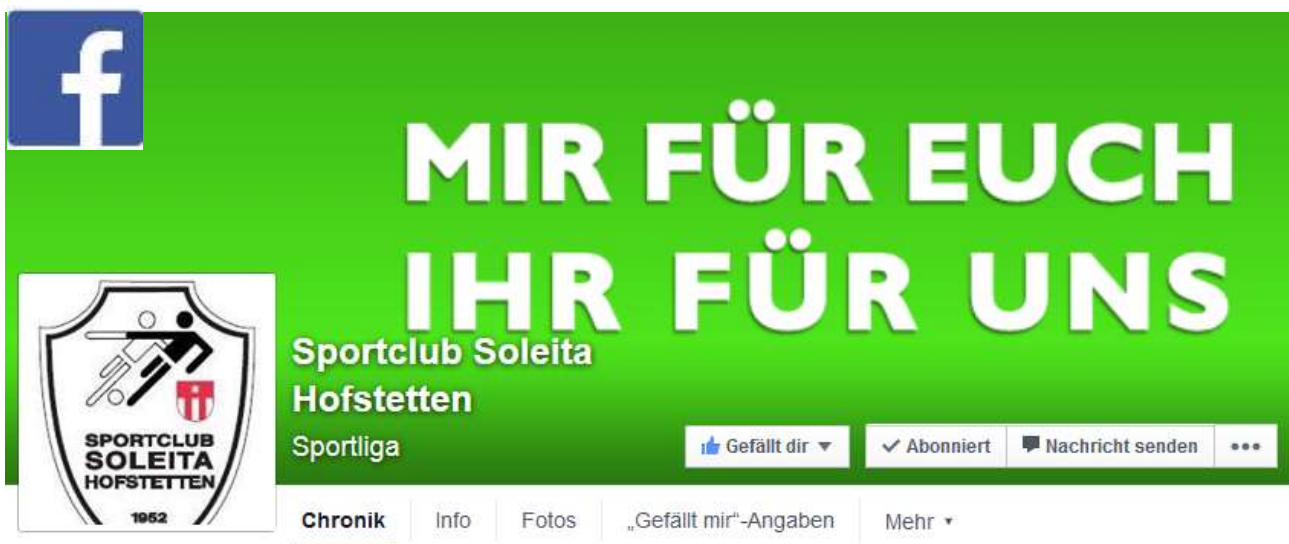 f
MIR FÜR EUCH
IHR FÜR UNS
Sportclub Soleita
Hofstetten
Sportliga
Gefällt dir
Abonniert
Nachricht senden
SPORTCLUB
SOLEITA
HOFSTETTEN
1952
Chronik Info Fotos „Gefällt mir“-Angaben Mehr